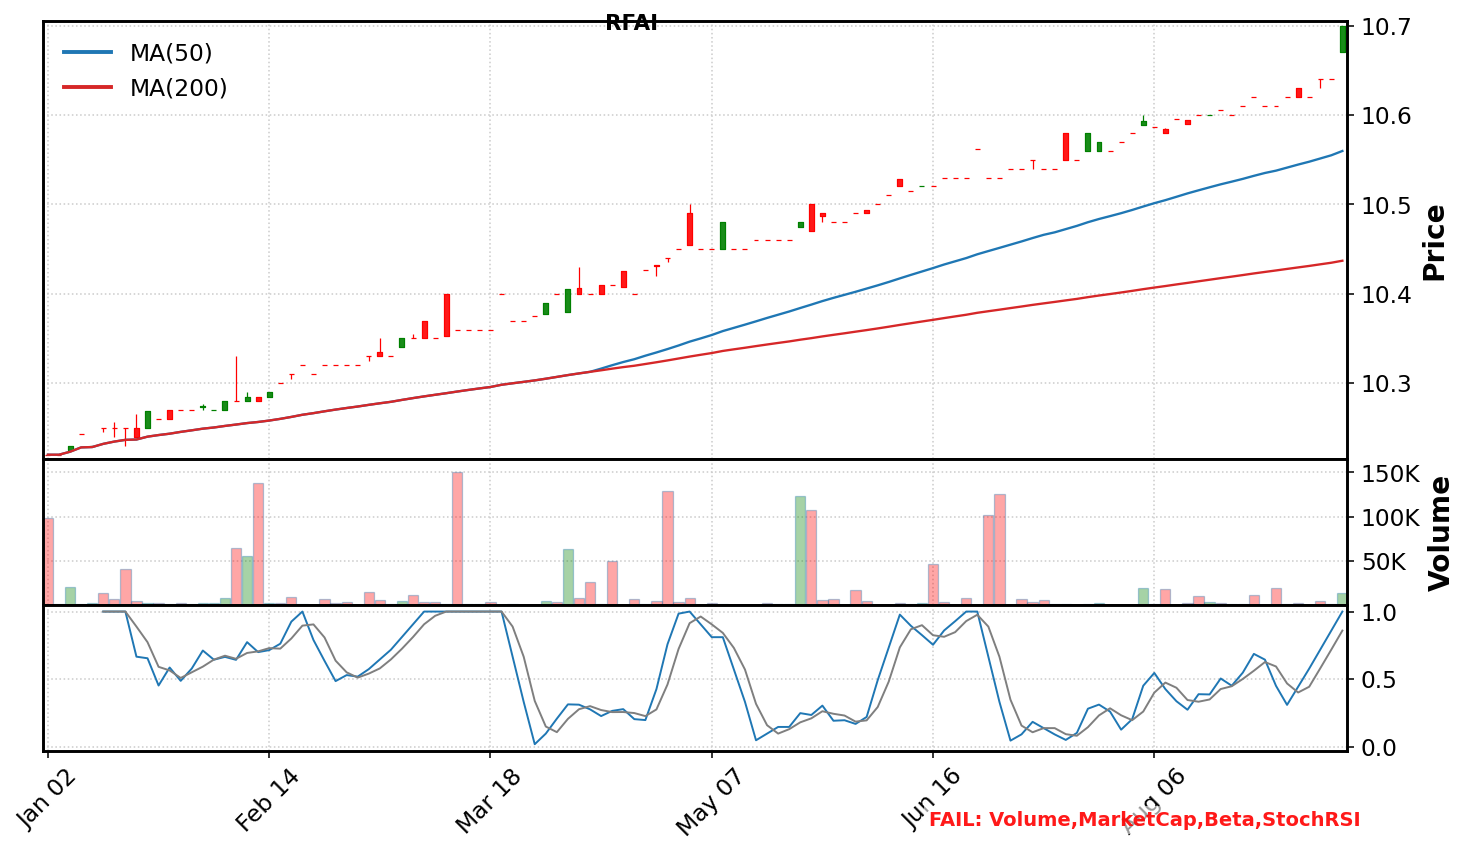 RFAI
MA(50)
MA(200)
10.7
10.6
10.5
10.4
10.3
Price
150K
100K
50K
Volume
1.0
0.5
0.0
Jan 02
Feb 14
Mar 18
May 07
Jun 16
Aug 06
FAIL: Volume,MarketCap,Beta,StochRSI